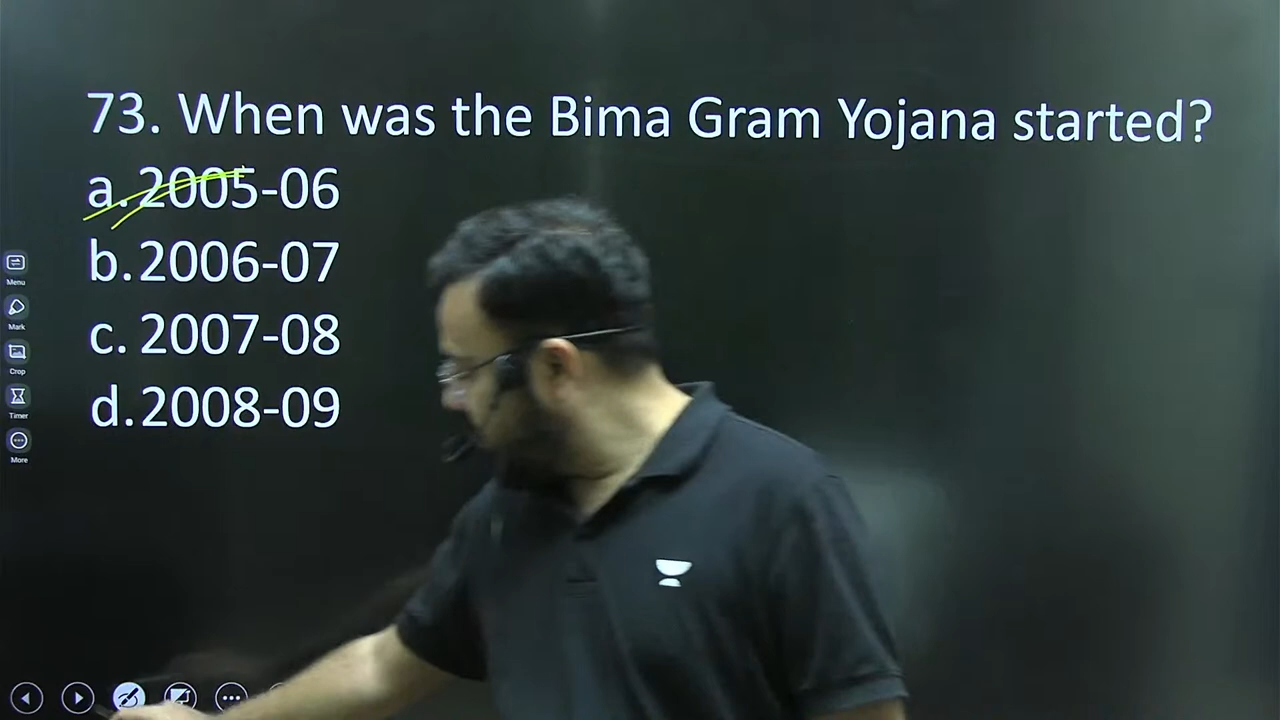 73. When was the Bima Gram Yojana started?
a. 2005-06
b. 2006-07
c. 2007-08
d. 2008-09
Menu
Mark
Crop
Timer
More